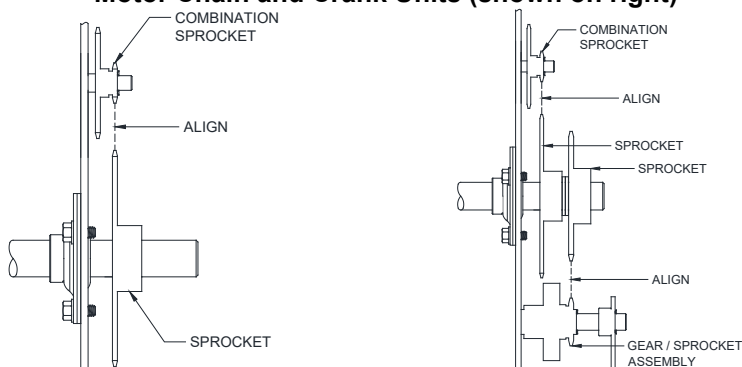 Motor Chain and Crank Units (shown on right)
COMBINATION
SPROCKET
ALIGN
SPROCKET
COMBINATION
SPROCKET
ALIGN
SPROCKET
SPROCKET
ALIGN
GEAR / SPROCKET
ASSEMBLY